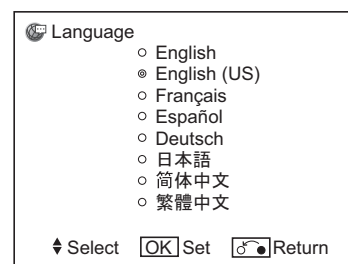 Language
English
English (US)
Français
Español
Deutsch
日本語
简体中文
繁體中文
Select OK Set Return